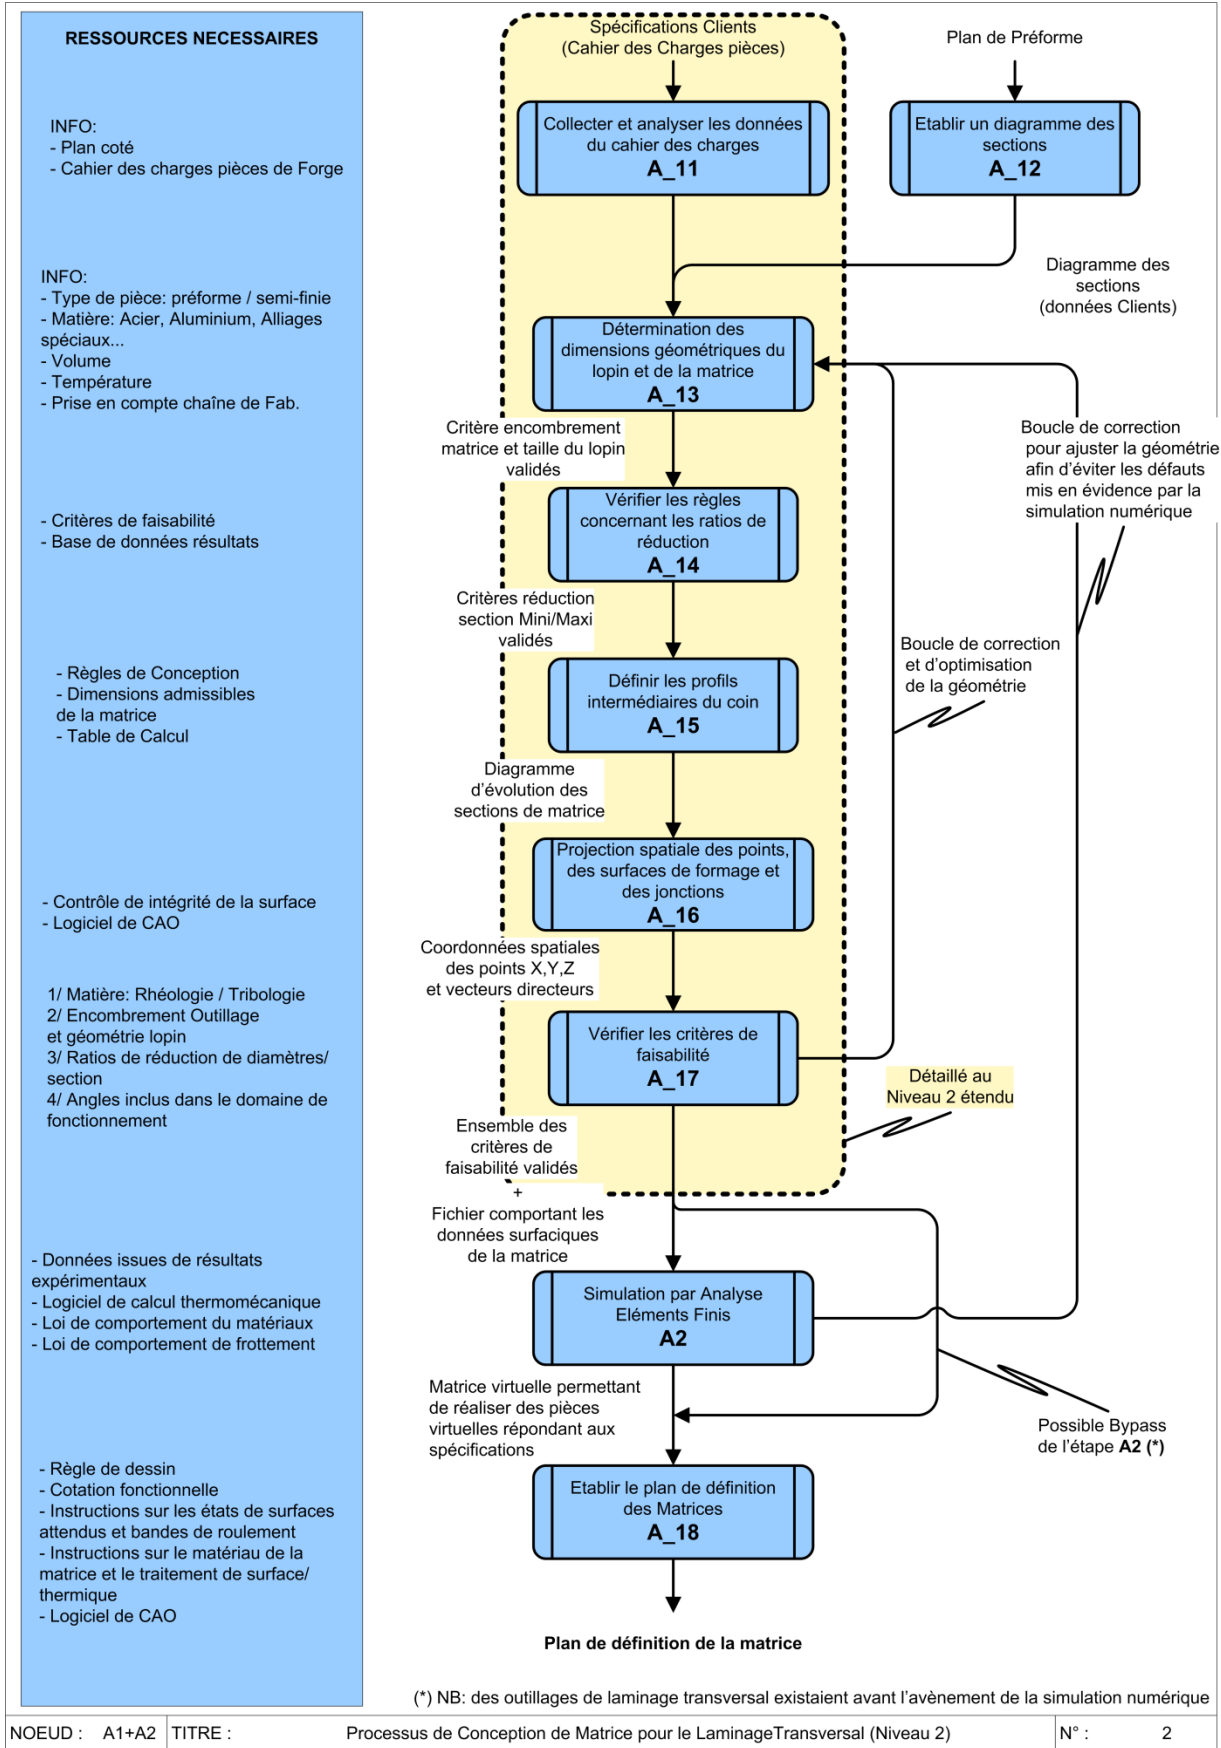 RESSOURCES NECESSAIRES
INFO:
- Plan coté
- Cahier des charges pièces de Forge
INFO:
- Type de pièce: préforme / semi-finie
- Matière: Acier, Aluminium, Alliages
spéciaux...
- Volume
- Température
- Prise en compte chaîne de Fab.
- Critères de faisabilité
- Base de données résultats
- Règles de Conception
- Dimensions admissibles
de la matrice
- Table de Calcul
- Contrôle de intégrité de la surface
- Logiciel de CAO
1/ Matière: Rhéologie / Tribologie
2/ Encombrement Outillage
et géométrie lopin
3/ Ratios de réduction de diamètres/
section
4/ Angles inclus dans le domaine de
fonctionnement
- Données issues de résultats
expérimentaux
- Logiciel de calcul thermomécanique
- Loi de comportement du matériaux
- Loi de comportement de frottement
- Règle de dessin
- Cotation fonctionnelle
- Instructions sur les états de surfaces
attendus et bandes de roulement
- Instructions sur le matériau de la
matrice et le traitement de surface/
thermique
- Logiciel de CAO
Spécifications Clients
(Cahier des Charges pièces)
Plan de Préforme
Collecter et analyser les données
du cahier des charges
A_11
Etablir un diagramme des
sections
A_12
Diagramme des
sections
(données Clients)
Détermination des
dimensions géométriques du
lopin et de la matrice
A_13
Critère encombrement
matrice et taille du lopin
validés
Boucle de correction
pour ajuster la géométrie
afin d'éviter les défauts
mis en évidence par la
simulation numérique
Vérifier les règles
concernant les ratios de
réduction
A_14
Critères réduction
section Mini/Maxi
validés
Boucle de correction
et d'optimisation
de la géométrie
Définir les profils
intermédiaires du coin
A_15
Diagramme
d'évolution des
sections de matrice
Projection spatiale des points,
des surfaces de formage et
des jonctions
A_16
Coordonnées spatiales
des points X,Y,Z
et vecteurs directeurs
Vérifier les critères de
faisabilité
A_17
Détaillé au
Niveau 2 étendu
Ensemble des
critères de
faisabilité validés
+
Fichier comportant les
données surfaciques
de la matrice
Simulation par Analyse
Eléments Finis
A2
Matrice virtuelle permettant
de réaliser des pièces
virtuelles répondant aux
spécifications
Possible Bypass
de l'étape A2 (*)
Etablir le plan de définition
des Matrices
A_18
Plan de définition de la matrice
(*) NB: des outillages de laminage transversal existaient avant l'avènement de la simulation numérique
NOEUD : A1+A2 TITRE : Processus de Conception de Matrice pour le LaminageTransversal (Niveau 2) N° : 2